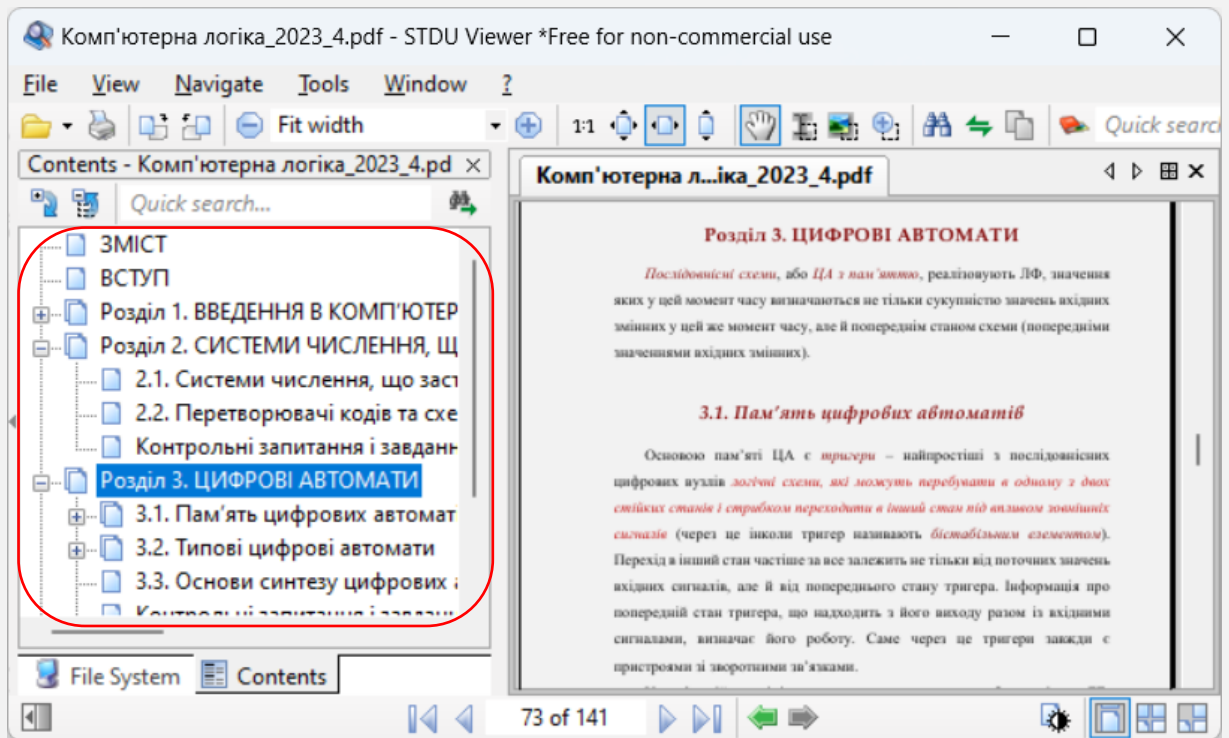 Комп'ютерна логіка_2023_4.pdf - STDU Viewer *Free for non-commercial use
File View Navigate Tools Window ?
Fit width 1:1 Quick searcl
Contents - Комп'ютерна логіка_2023_4.pd
Quick search...
ЗМІСТ
ВСТУП
Розділ 1. ВВЕДЕННЯ В КОМП'ЮТЕР
Розділ 2. СИСТЕМИ ЧИСЛЕННЯ, Щ
2.1. Системи числення, що заст
2.2. Перетворювачі кодів та схе
Контрольні запитання і завданн
Розділ 3. ЦИФРОВІ АВТОМАТИ
3.1. Пам'ять цифрових автомат
3.2. Типові цифрові автомати
3.3. Основи синтезу цифрових
Контрольні запитання і завданн
File System Contents
Комп'ютерна л...іка_2023_4.pdf
Розділ 3. ЦИФРОВІ АВТОМАТИ
Послідовнісні схеми, або ЦА з пам'яттю, реалізовують ЛФ, значення
яких у цей момент часу визначаються не тільки сукупністю значень вхідних
змінних у цей же момент часу, але й попереднім станом схеми (попередніми
значеннями вхідних змінних).
3.1. Пам'ять цифрових автоматів
Основою пам'яті ЦА є тригери – найпростіші з послідовнісних
цифрових вузлів логічні схеми, які можуть перебувати в одному з двох
стійких станів і стрибком переходити в інший стан під впливом зовнішніх
сигналів (через це інколи тригер називають бістабільним елементом).
Перехід в інший стан частіше за все залежить не тільки від поточних значень
вхідних сигналів, але й від попереднього стану тригера. Інформація про
попередній стан тригера, що надходить з його виходу разом із вхідними
сигналами, визначає його роботу. Саме через це тригери завжди є
пристроями зі зворотними зв'язками.
73 of 141